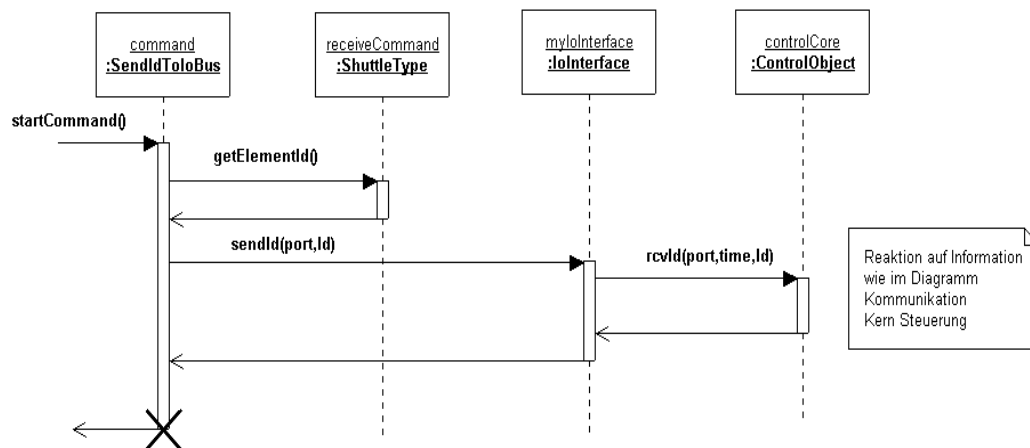 command
:SendIdToIoBus
receiveCommand
:ShuttleType
myIoInterface
:IoInterface
controlCore
:ControlObject
startCommand()
getElementId()
sendId(port,Id)
rcvId(port,time,Id)
Reaktion auf Information
wie im Diagramm
Kommunikation
Kern Steuerung